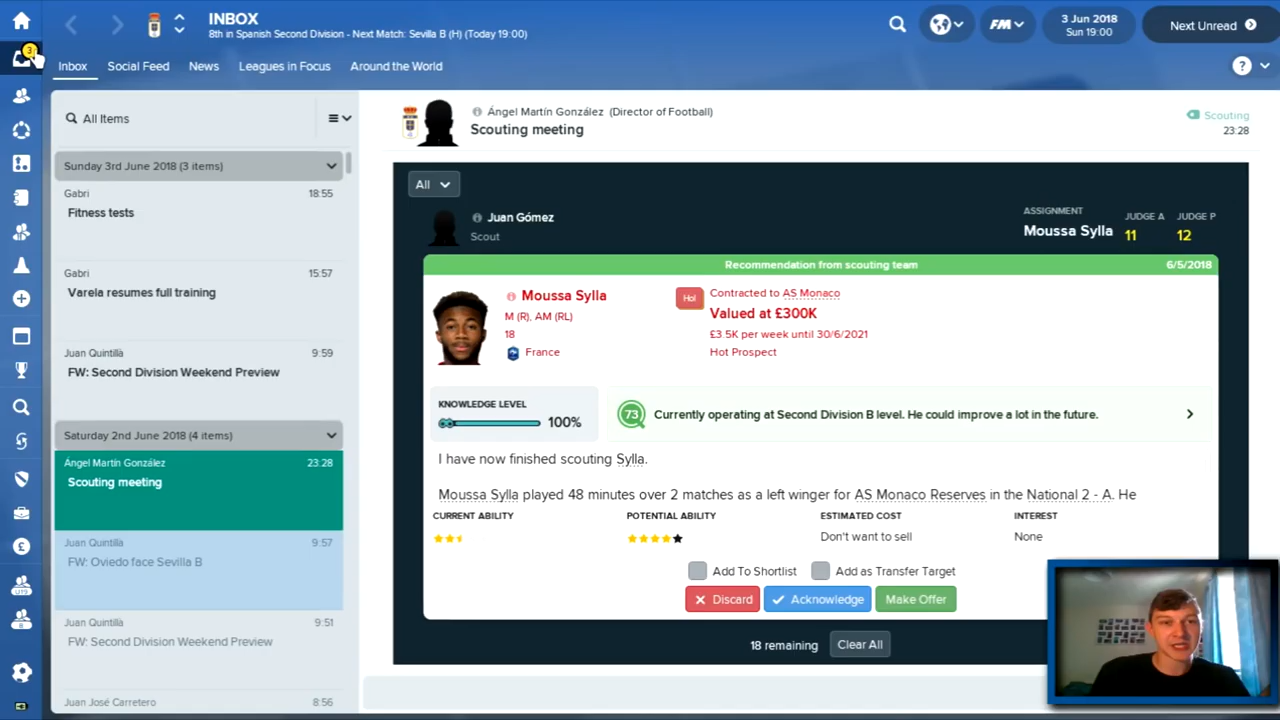 INBOX
8th in Spanish Second Division - Next Match: Sevilla B (H) (Today 19:00)
FM
3 Jun 2018
Sun 19:00
Next Unread
3
Inbox
Social Feed
News
Leagues in Focus
Around the World
?
All Items
Sunday 3rd June 2018 (3 items)
Gabri 18:55
Fitness tests
Gabri 15:57
Varela resumes full training
Juan Quintillà 9:59
FW: Second Division Weekend Preview
Saturday 2nd June 2018 (4 items)
Ángel Martín González 23:28
Scouting meeting
Juan Quintillà 9:57
FW: Oviedo face Sevilla B
Juan Quintillà 9:51
FW: Second Division Weekend Preview
Juan José Carretero 8:56
U19
B
Ángel Martín González (Director of Football)
Scouting meeting
Scouting
23:28
All
Juan Gómez
Scout
ASSIGNMENT
Moussa Sylla
JUDGE A
11
JUDGE P
12
Recommendation from scouting team 6/5/2018
Moussa Sylla
M (R), AM (RL)
18
France
Hol
Contracted to AS Monaco
Valued at £300K
£3.5K per week until 30/6/2021
Hot Prospect
KNOWLEDGE LEVEL
100%
73
Currently operating at Second Division B level. He could improve a lot in the future.
I have now finished scouting Sylla.
Moussa Sylla played 48 minutes over 2 matches as a left winger for AS Monaco Reserves in the National 2 - A. He
CURRENT ABILITY
POTENTIAL ABILITY
ESTIMATED COST
Don't want to sell
INTEREST
None
Add To Shortlist
Add as Transfer Target
Discard
Acknowledge
Make Offer
18 remaining
Clear All